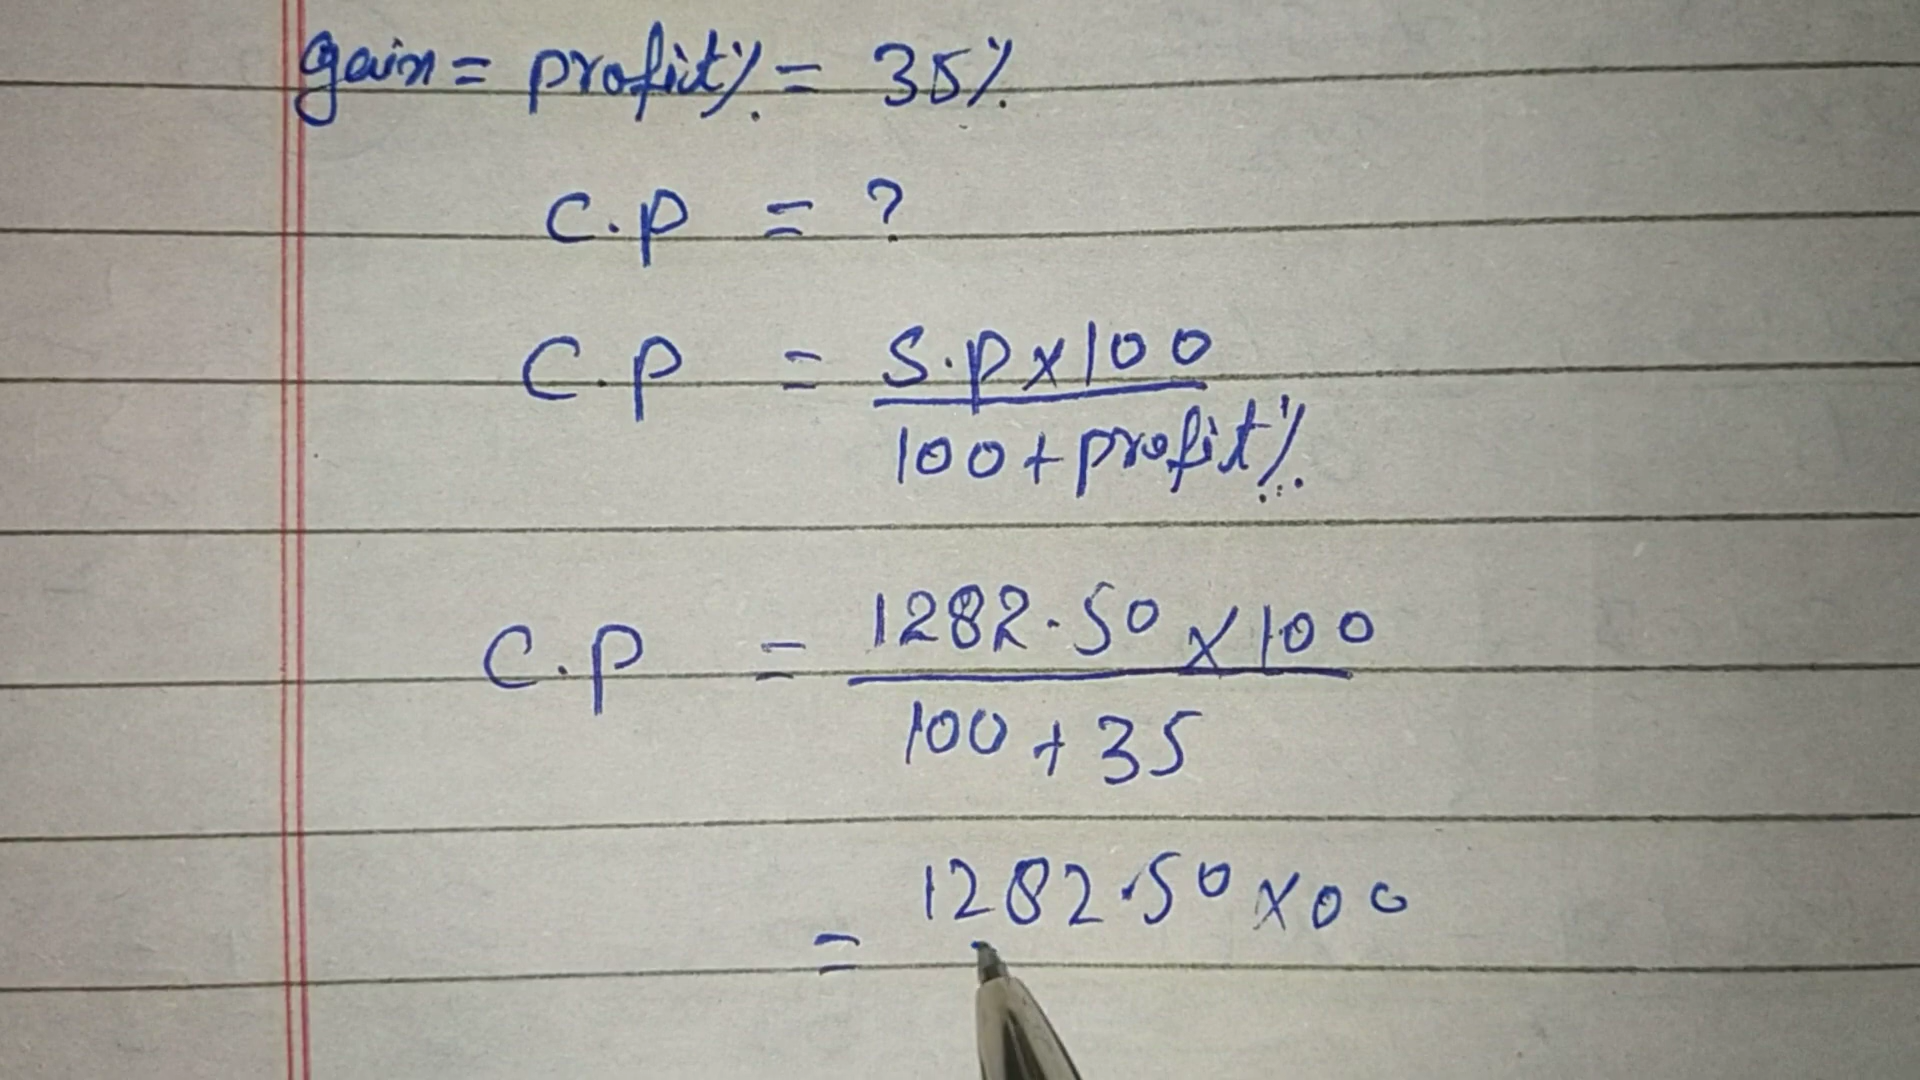 gain = profit% = 35%
C.P = ?
C.P = S.P x 100
100 + profit%
C.P = 1282.50 x 100
100 + 35
= 1282.50 x 00